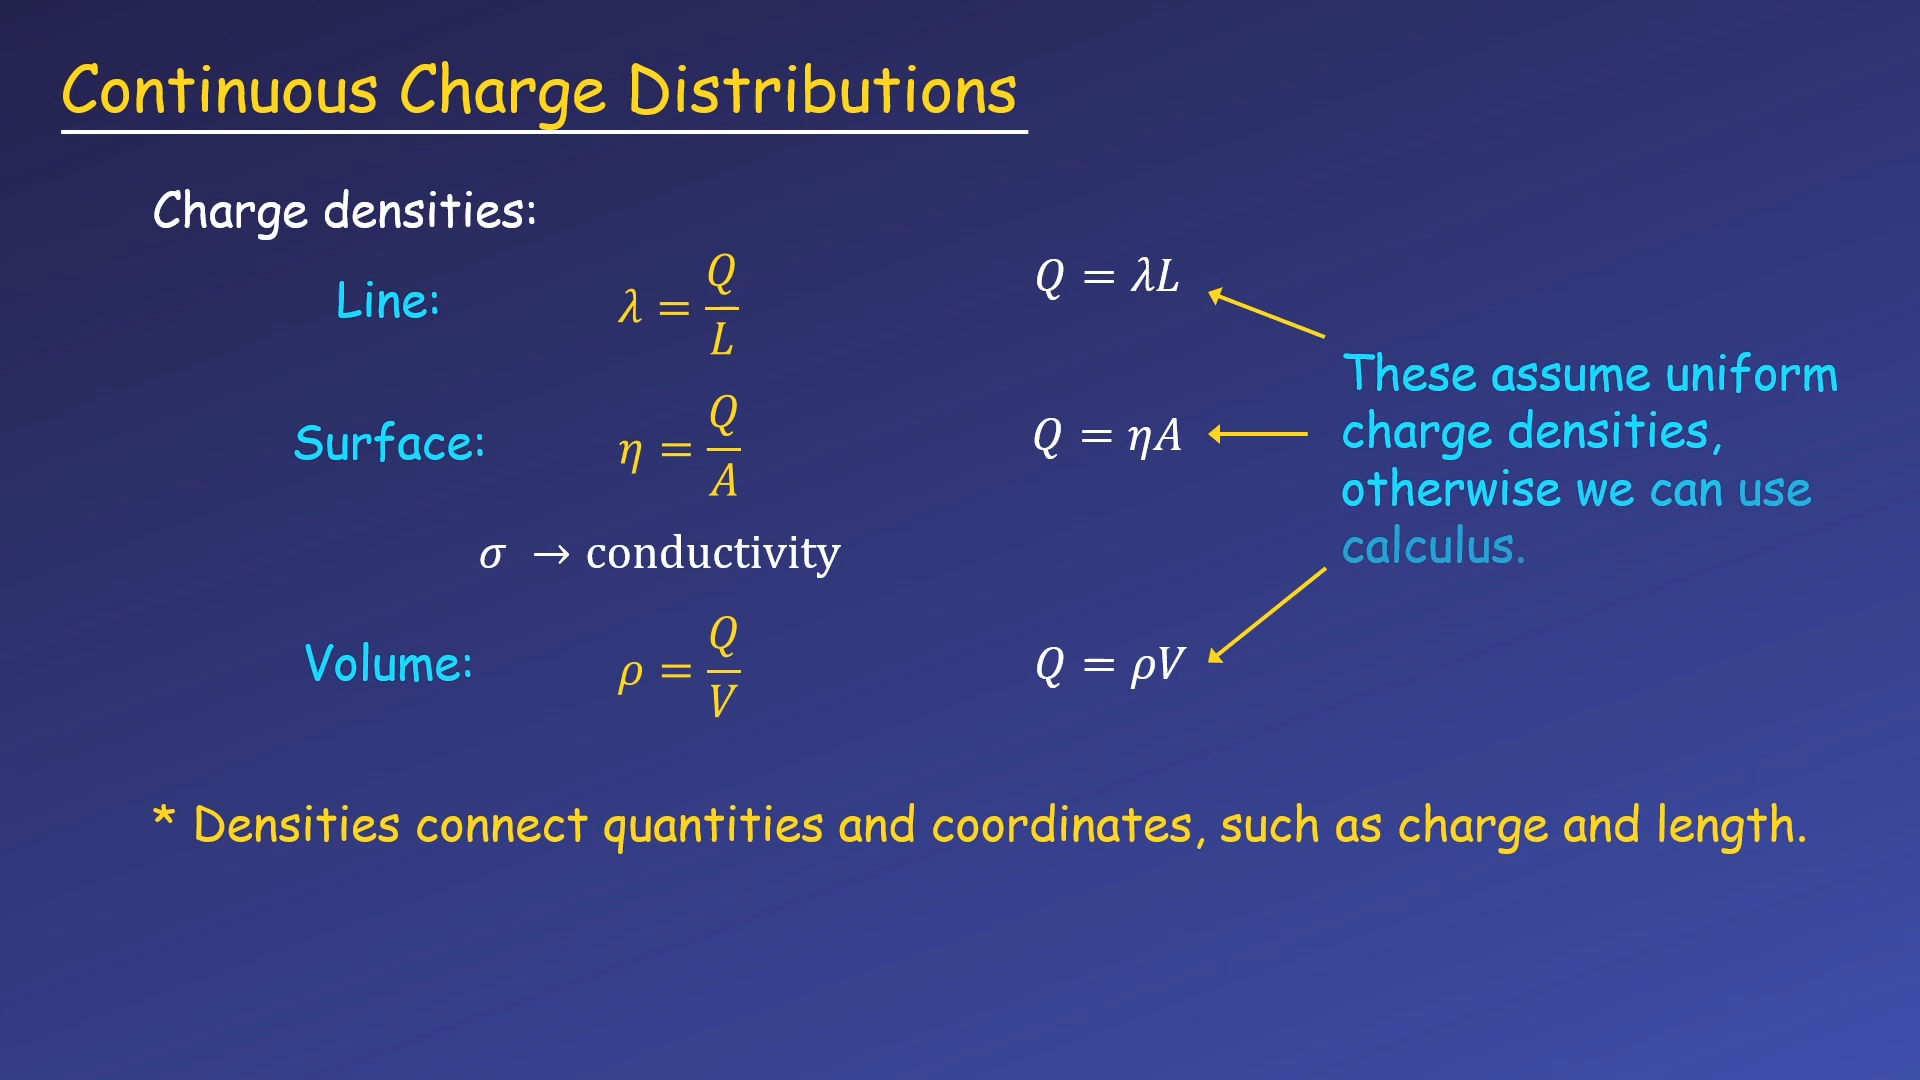 Continuous Charge Distributions
Charge densities:
Line: λ = Q/L Q = λL
Surface: η = Q/A Q = ηA
σ → conductivity
Volume: ρ = Q/V Q = ρV
These assume uniform
charge densities,
otherwise we can use
calculus.
* Densities connect quantities and coordinates, such as charge and length.